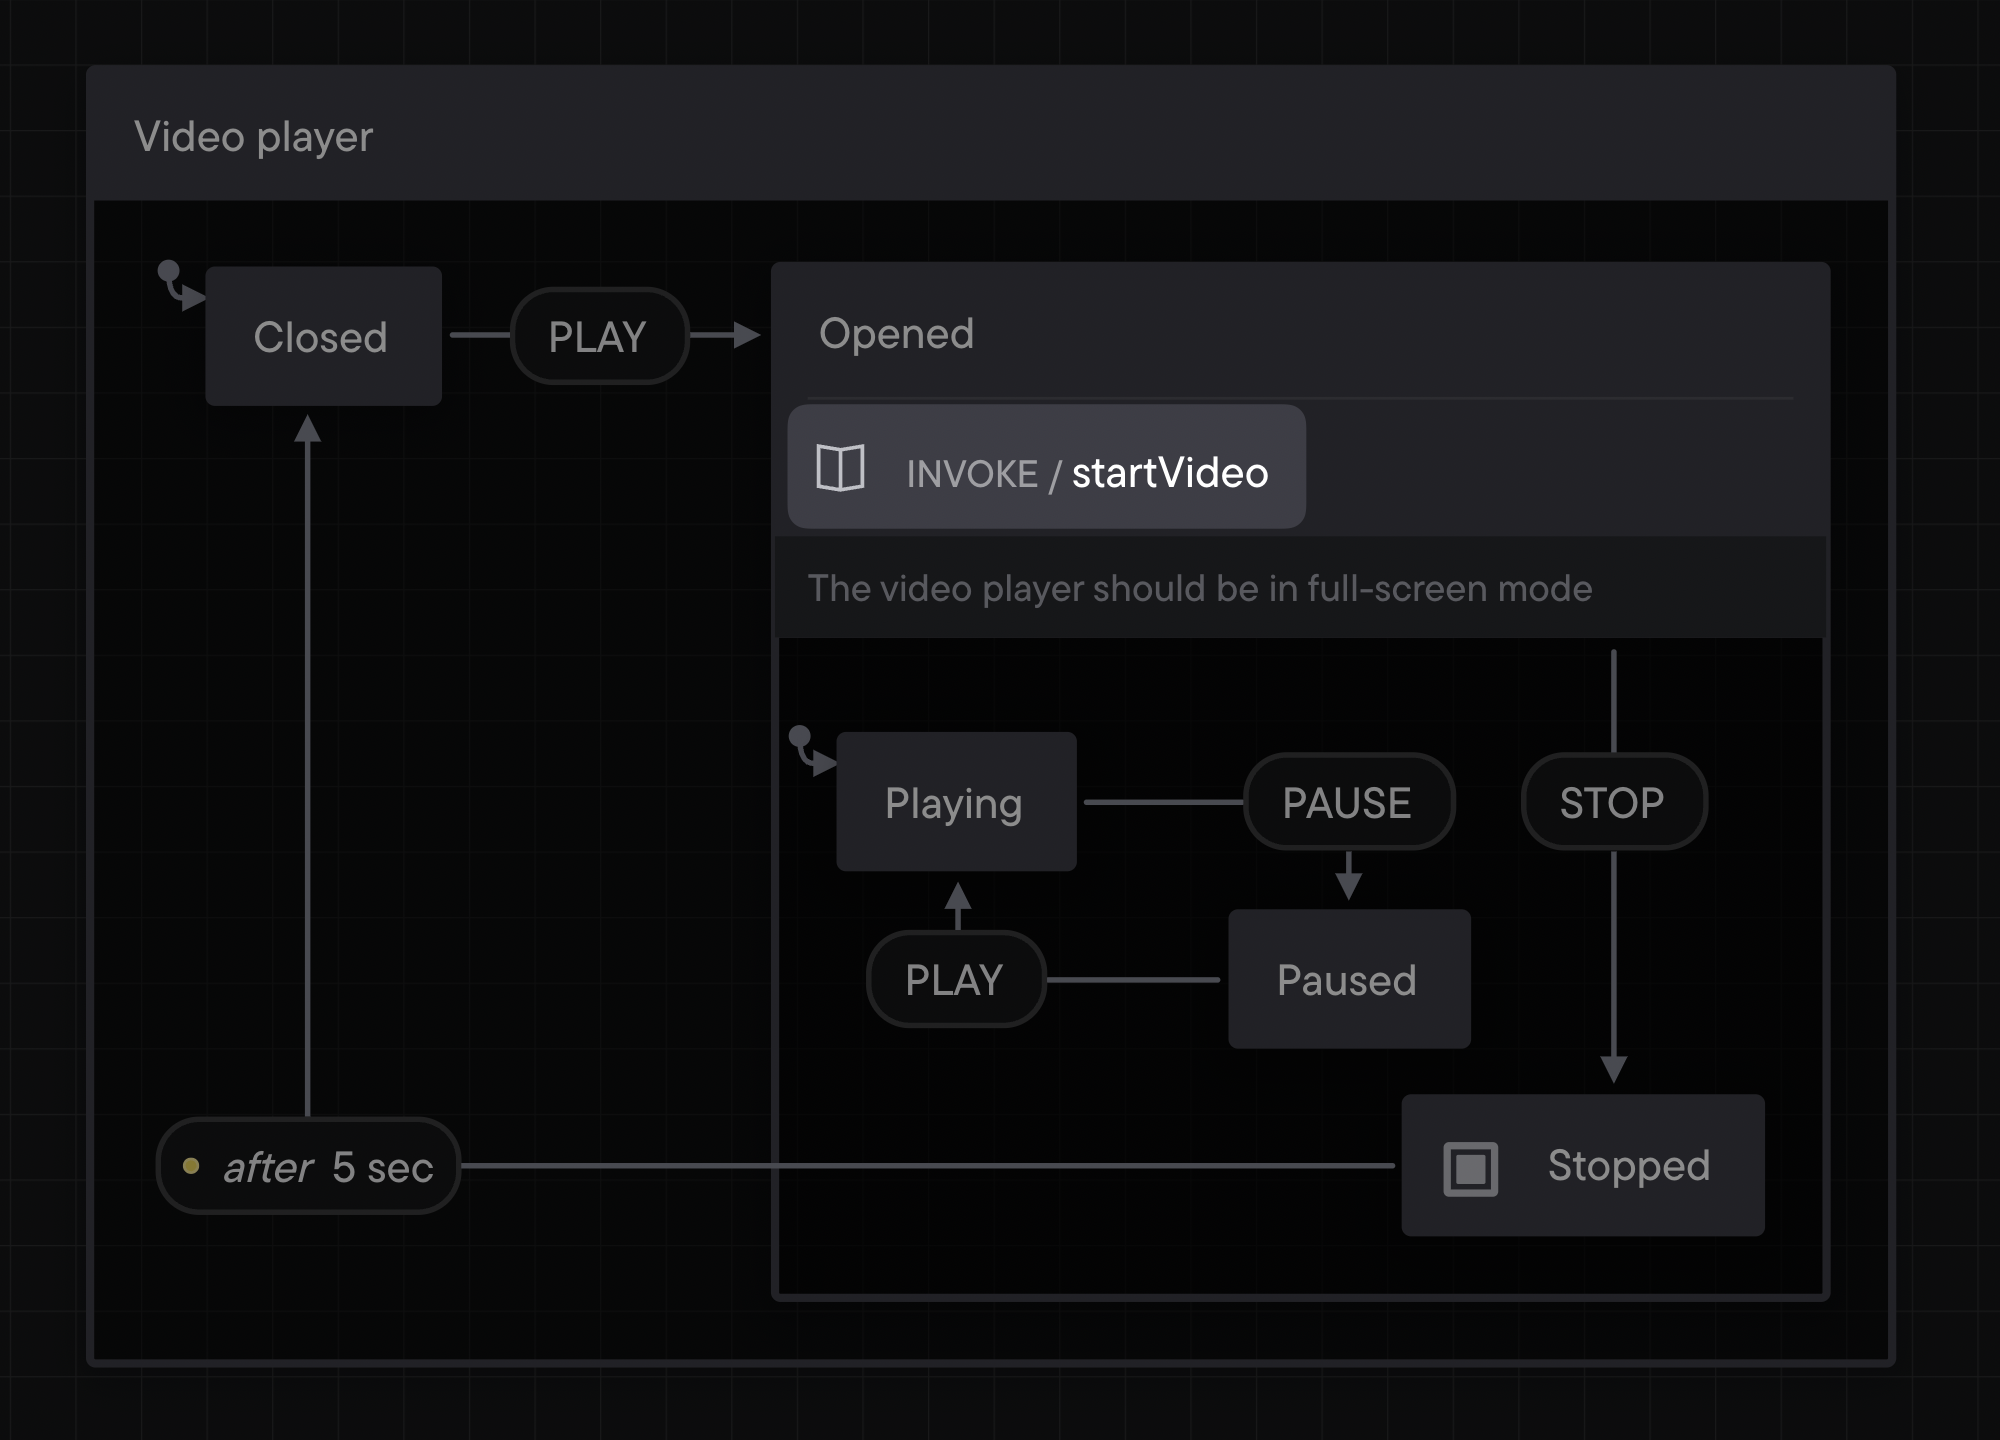 Video player
Closed
PLAY
Opened
INVOKE / startVideo
The video player should be in full-screen mode
Playing
PAUSE
STOP
PLAY
Paused
after 5 sec
Stopped